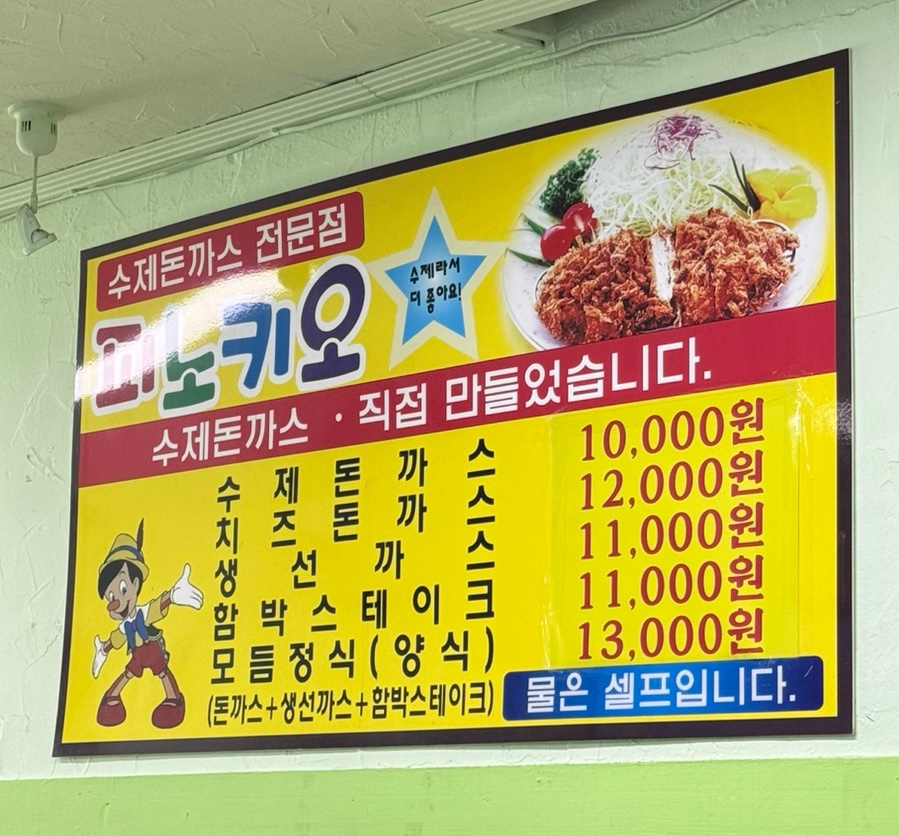 수제돈까스 전문점
피노키오
수제라서
더 좋아요!
수제돈까스 · 직접 만들었습니다.
수제돈까스 10,000원
치즈돈까스 12,000원
생선까스 11,000원
함박스테이크 11,000원
모듬정식(양식) 13,000원
(돈까스+생선까스+함박스테이크)
물은 셀프입니다.